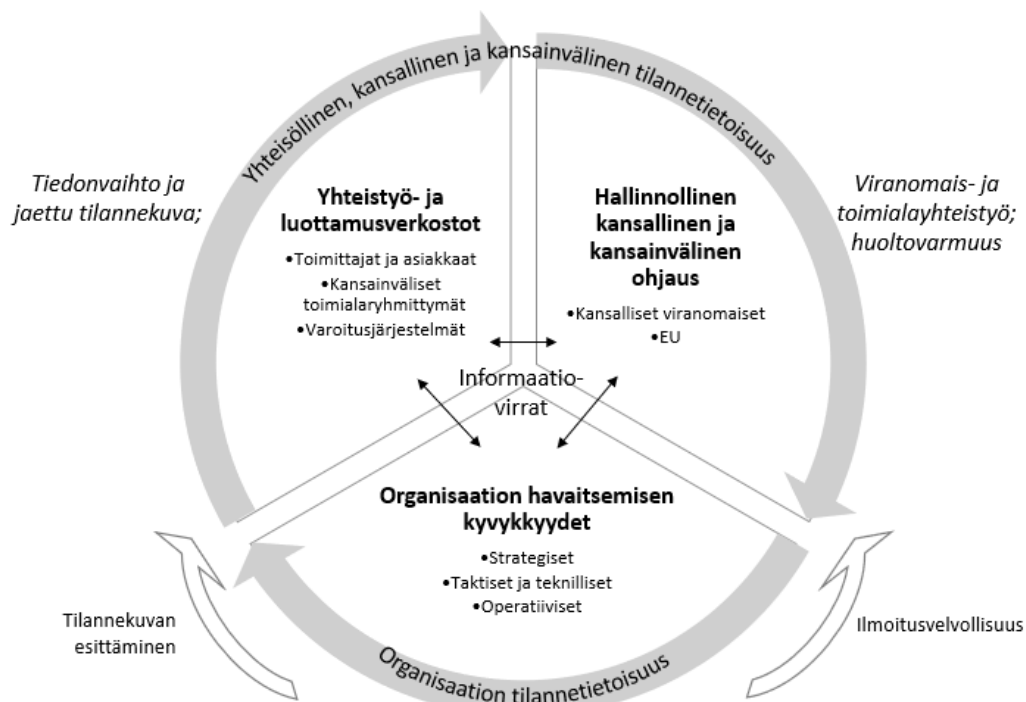 Yhteisöllinen, kansallinen ja kansainvälinen tilannetietoisuus
Tiedonvaihto ja
jaettu tilannekuva;
Yhteistyö- ja
luottamusverkostot
•Toimittajat ja asiakkaat
•Kansainväliset
toimialaryhmittymät
•Varoitusjärjestelmät
Hallinnollinen
kansallinen ja
kansainvälinen
ohjaus
•Kansalliset viranomaiset
•EU
Viranomais- ja
toimialayhteistyö;
huoltovarmuus
Informaatio-
virrat
Organisaation havaitsemisen
kyvykkyydet
•Strategiset
•Taktiset ja teknilliset
•Operatiiviset
Tilannekuvan
esittäminen
Ilmoitusvelvollisuus
Organisaation tilannetietoisuus